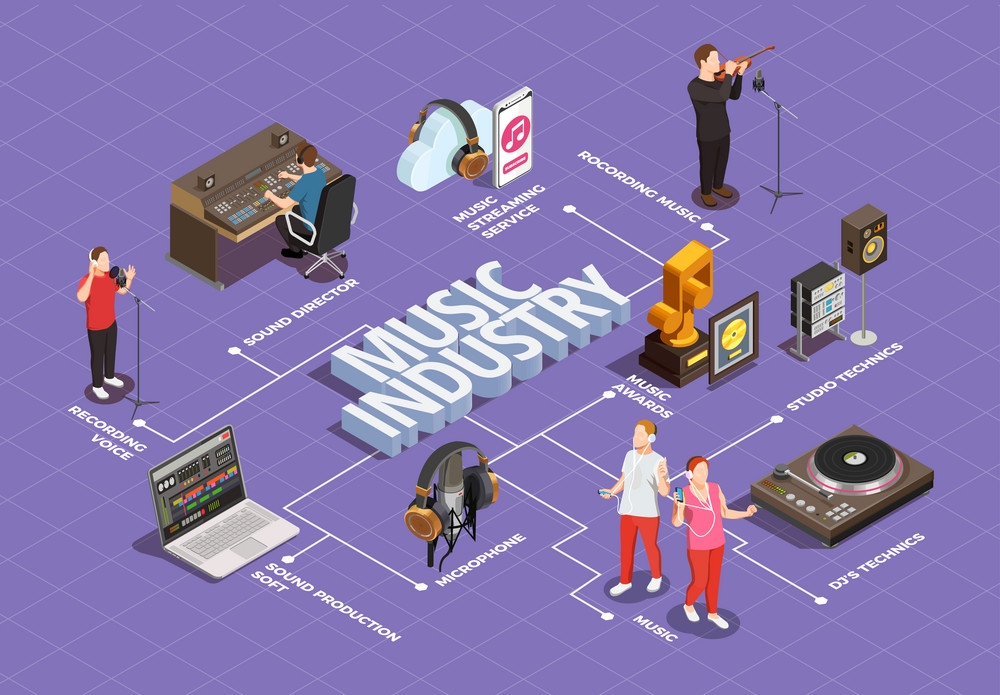 MUSIC
STREAMING
SERVICE
ROCORDING MUSIC
SOUND DIRECTOR
MUSIC
INDUSTRY
RECORDING
VOICE
MUSIC
AWARDS
STUDIO TECHNICS
SOUND PRODUCTION
SOFT
MICROPHONE
MUSIC
DJ'S TECHNICS